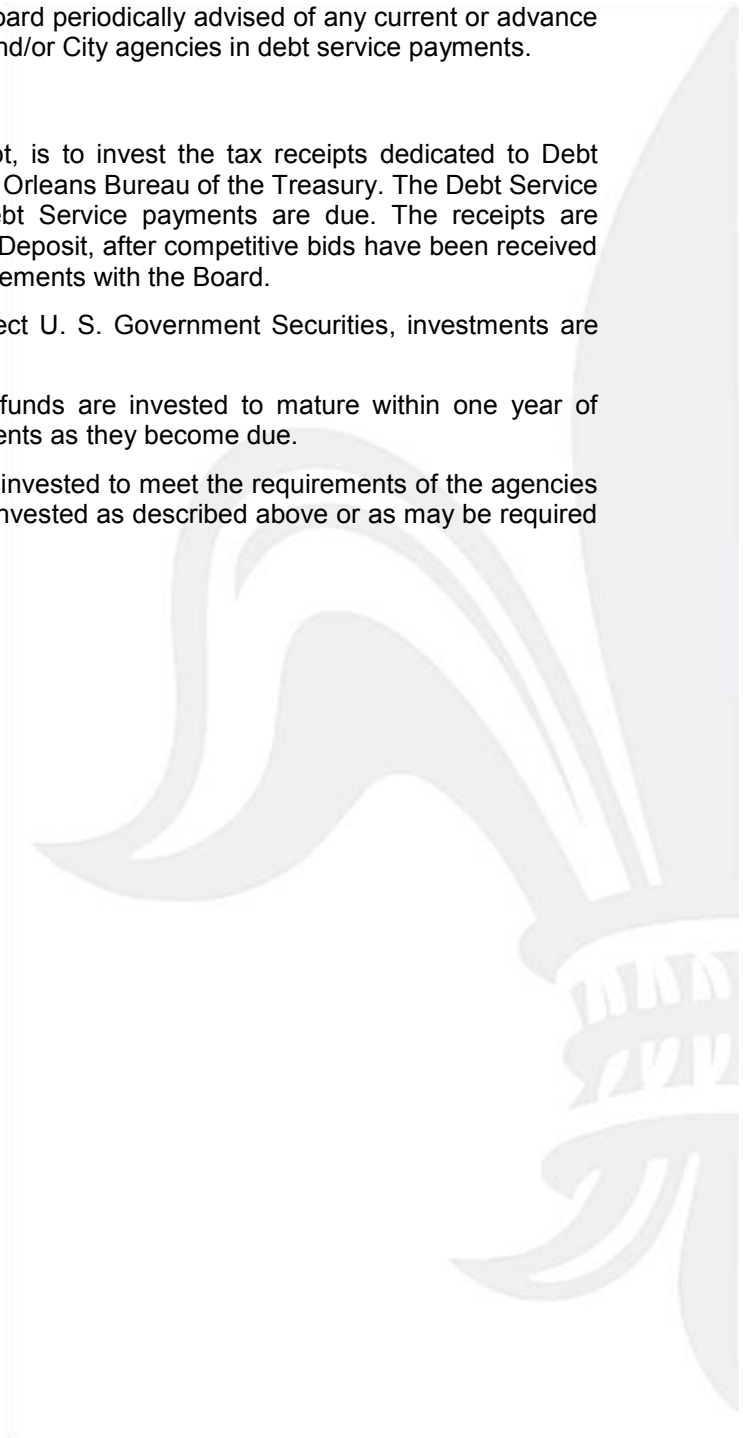 oard periodically advised of any current or advance
nd/or City agencies in debt service payments.
ot, is to invest the tax receipts dedicated to Debt
Orleans Bureau of the Treasury. The Debt Service
ebt Service payments are due. The receipts are
Deposit, after competitive bids have been received
ements with the Board.
ect U. S. Government Securities, investments are
funds are invested to mature within one year of
ents as they become due.
invested to meet the requirements of the agencies
nvested as described above or as may be required